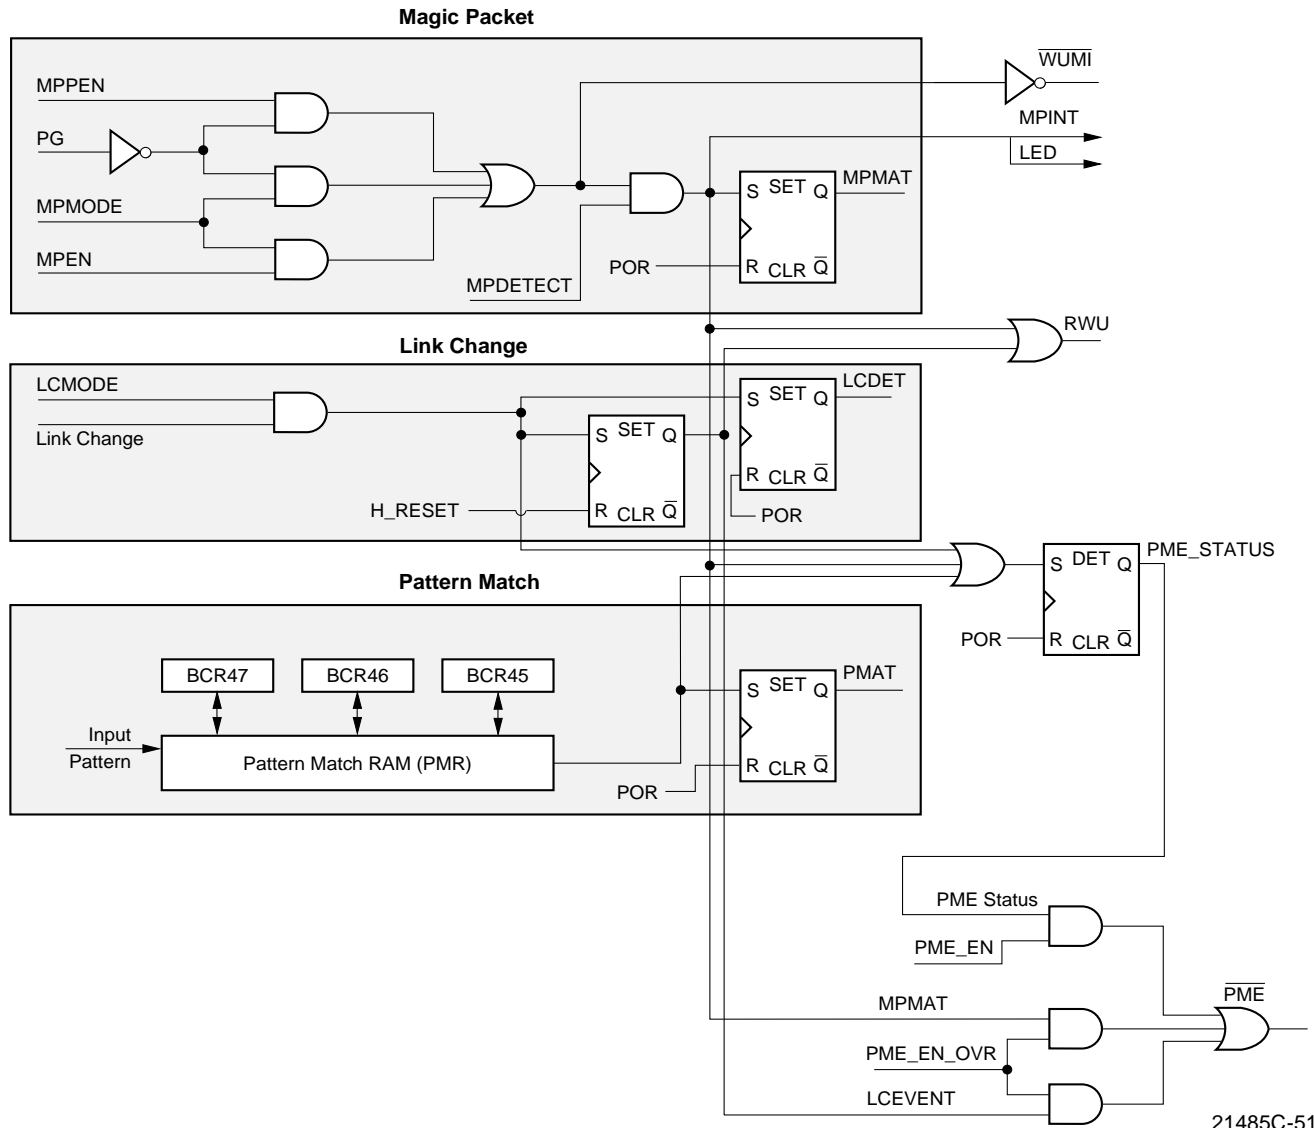 Magic Packet
MPPEN
PG
MPMODE
MPEN
MPDETECT
POR
S SET Q
R CLR Q̅
MPMAT
W̅U̅M̅I̅
MPINT
LED
RWU
Link Change
LCMODE
Link Change
H_RESET
S SET Q
R CLR Q̅
S SET Q
R CLR Q̅
LCDET
POR
S DET Q
R CLR Q̅
PME_STATUS
POR
Pattern Match
BCR47
BCR46
BCR45
Input
Pattern
Pattern Match RAM (PMR)
POR
S SET Q
R CLR Q̅
PMAT
PME Status
PME_EN
MPMAT
PME_EN_OVR
LCEVENT
P̅M̅E̅
21485C-51